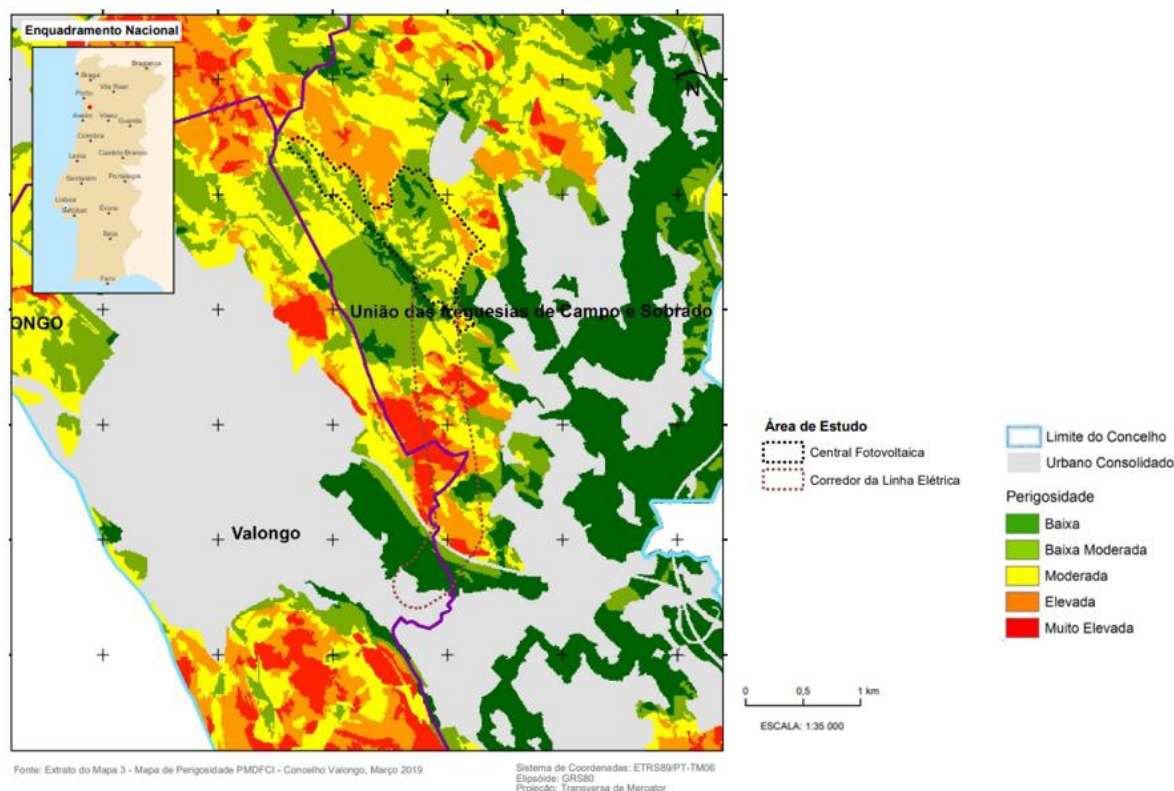 Enquadramento Nacional
Bragança
Braga
Vila Real
Porto
Aveiro
Viseu
Guarda
Coimbra
Castelo Branco
Leiria
Santarém
Portalegre
Lisboa
Setúbal
Évora
Beja
Faro
N
União das freguesias de Campo e Sobrado
ONGO
Valongo
Área de Estudo
Central Fotovoltaica
Corredor da Linha Elétrica
Limite do Concelho
Urbano Consolidado
Perigosidade
Baixa
Baixa Moderada
Moderada
Elevada
Muito Elevada
0 0,5 1 km
ESCALA: 1:35 000
Fonte: Extrato do Mapa 3 - Mapa de Perigosidade PMDFCI - Concelho Valongo, Março 2019
Sistema de Coordenadas: ETRS89/PT-TM06
Elipsóide: GRS80
Projeção: Transversa de Mercator